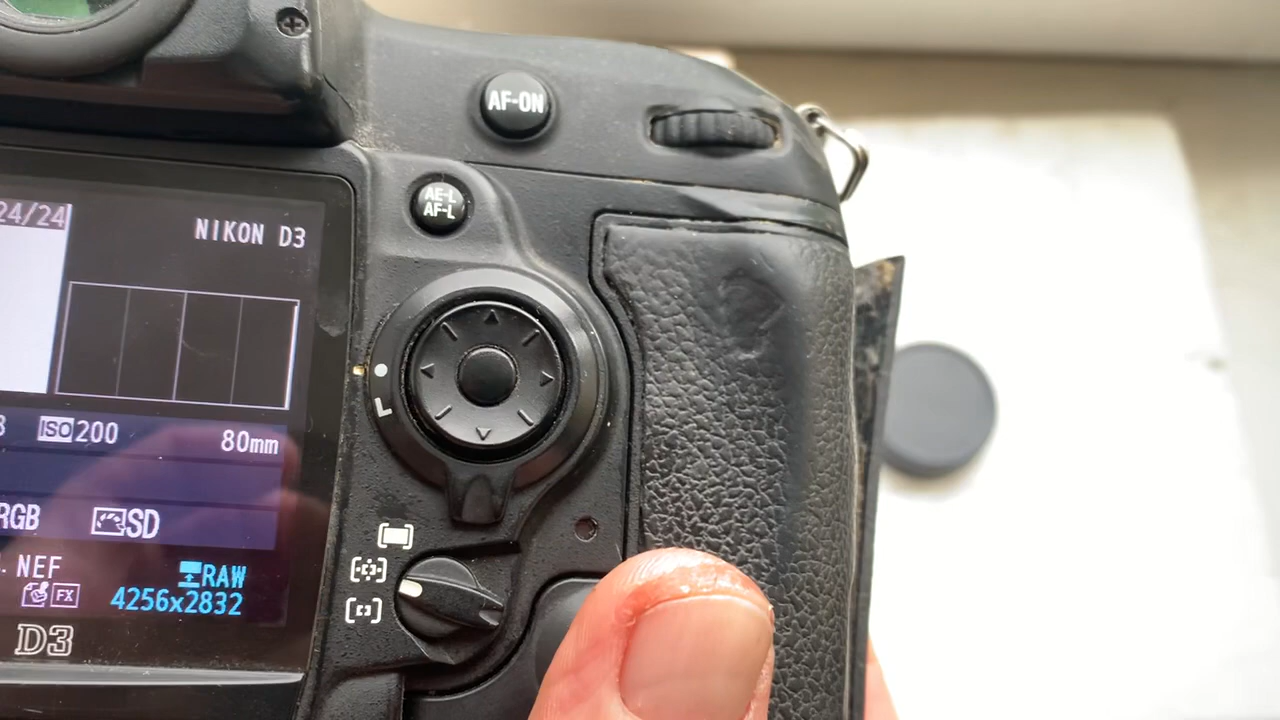 AF-ON
AE-L
AF-L
24/24
NIKON D3
L
ISO 200
80mm
RGB
SD
NEF
RAW
FX
4256x2832
D3